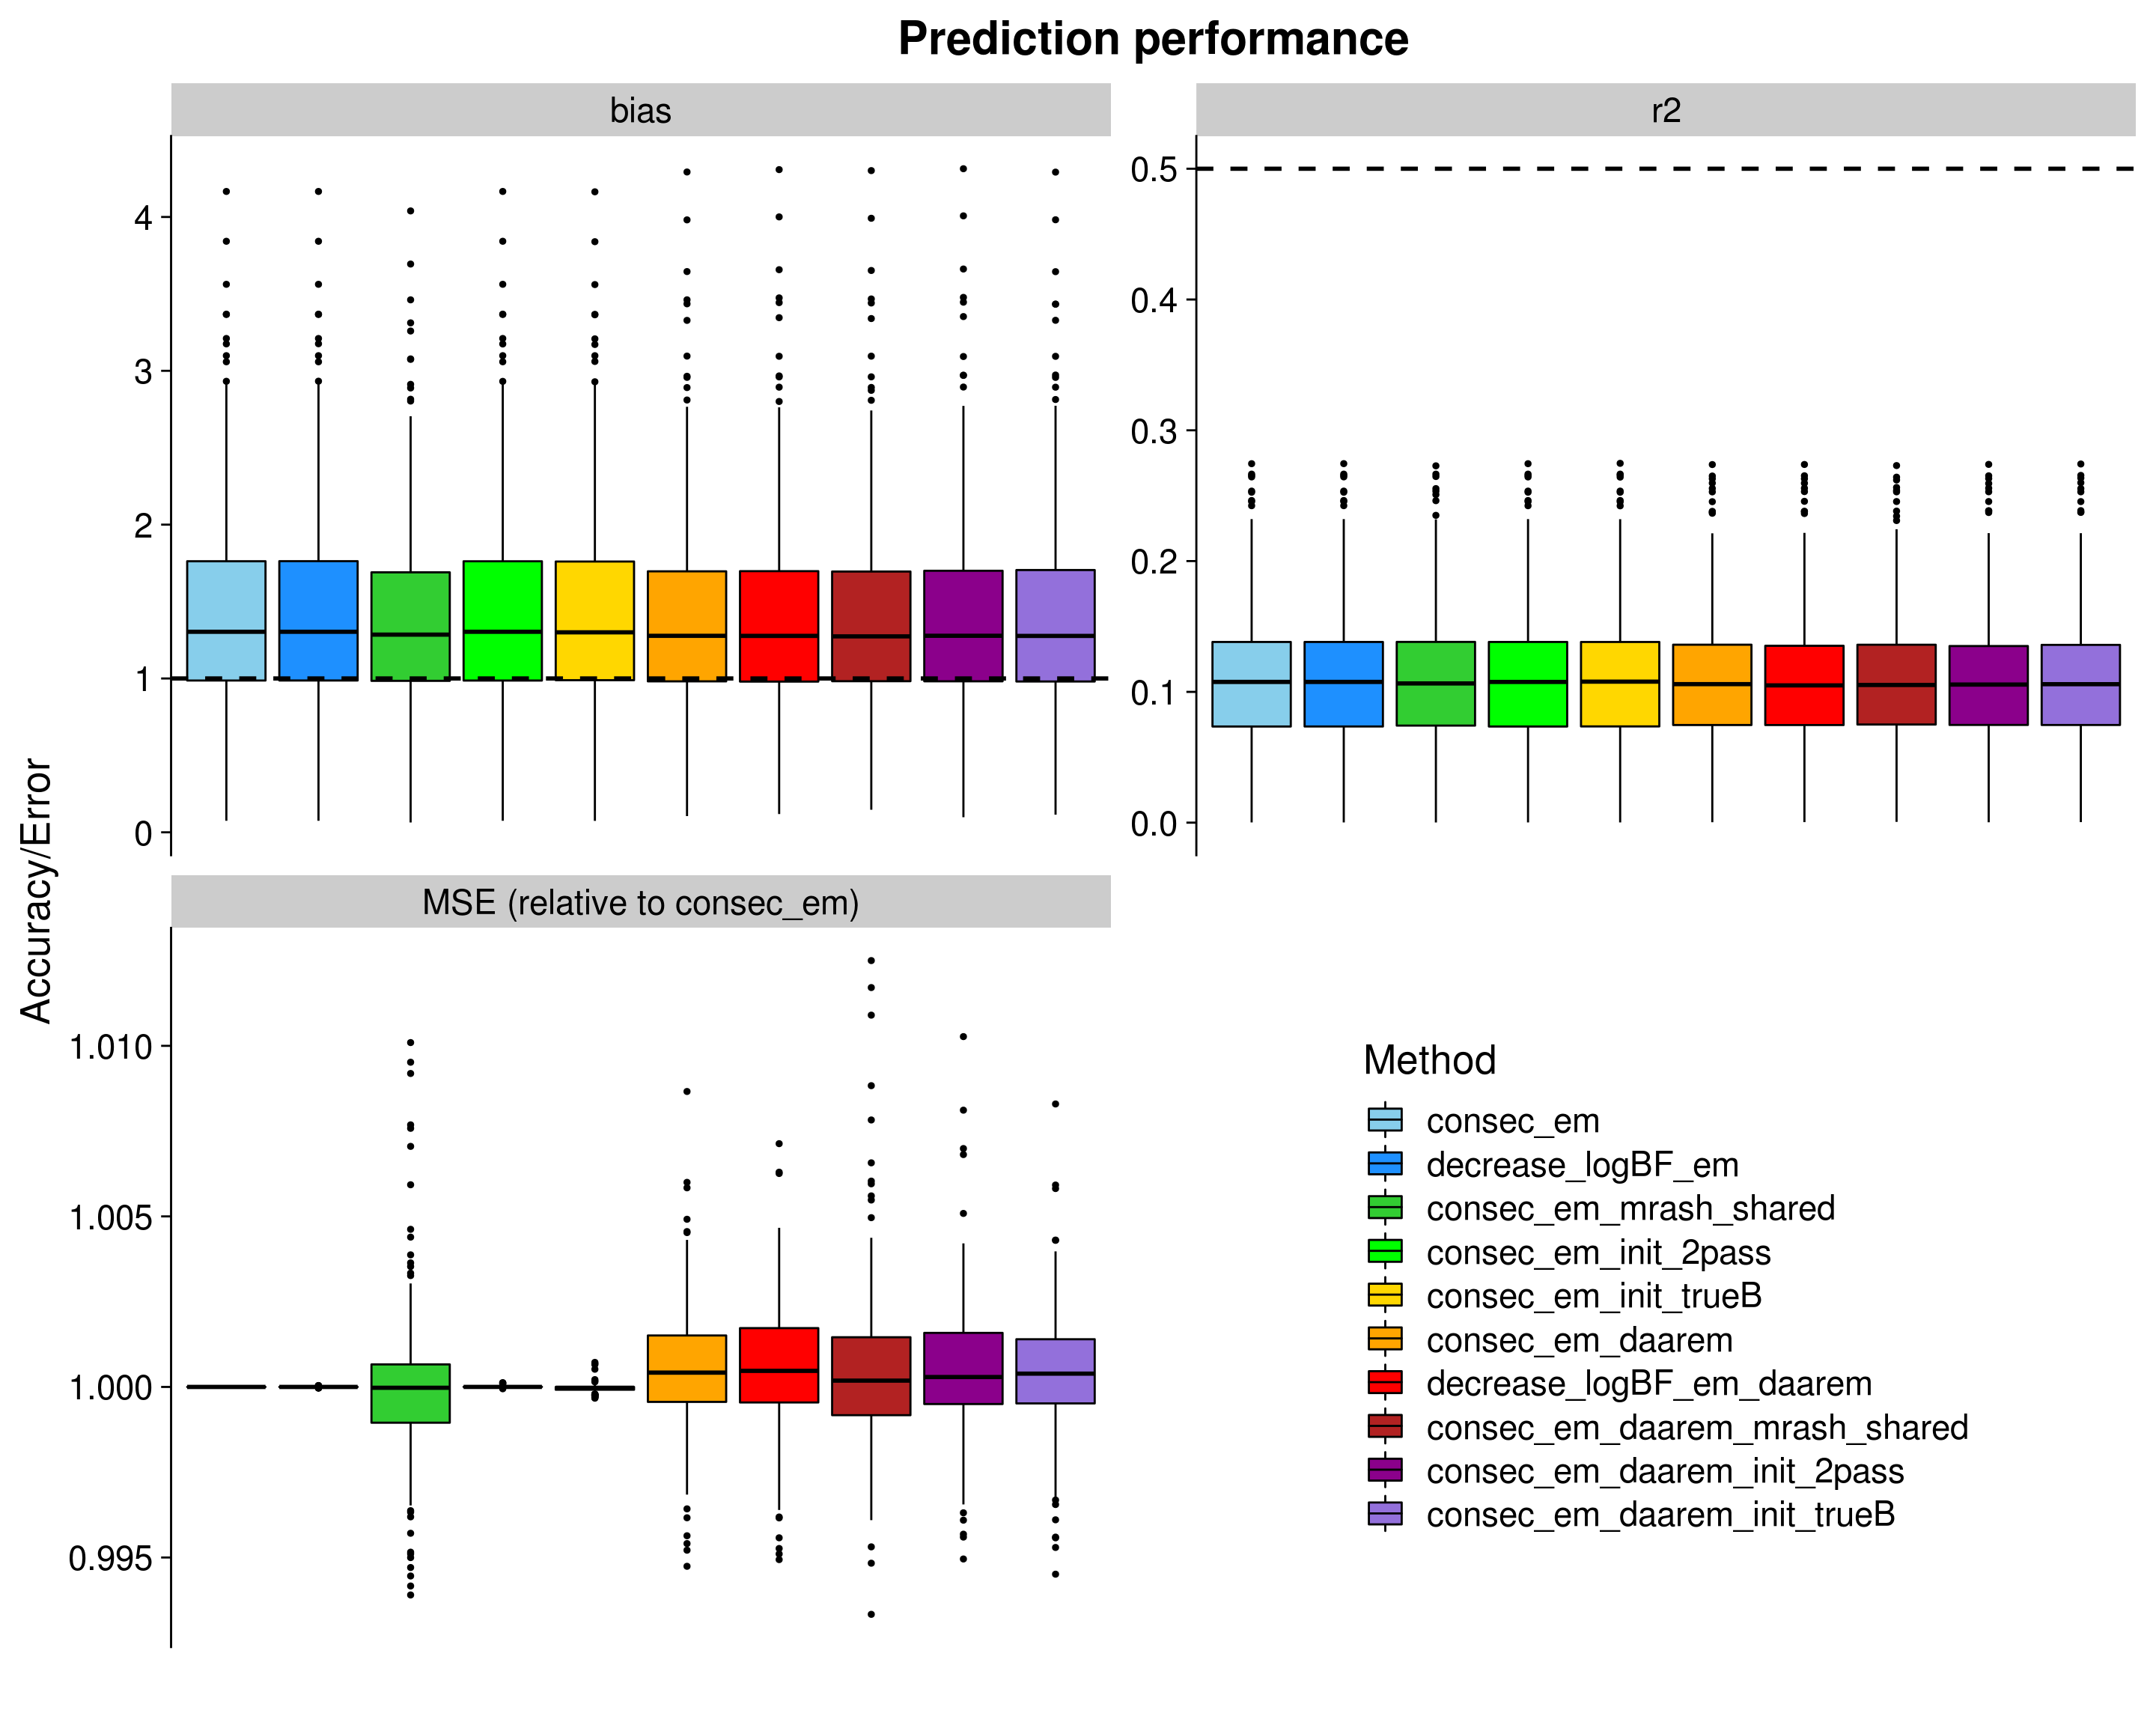 Prediction performance
bias
r2
4
3
2
1
0
0.5
0.4
0.3
0.2
0.1
0.0
Accuracy/Error
MSE (relative to consec_em)
1.010
1.005
1.000
0.995
Method
consec_em
decrease_logBF_em
consec_em_mrash_shared
consec_em_init_2pass
consec_em_init_trueB
consec_em_daarem
decrease_logBF_em_daarem
consec_em_daarem_mrash_shared
consec_em_daarem_init_2pass
consec_em_daarem_init_trueB